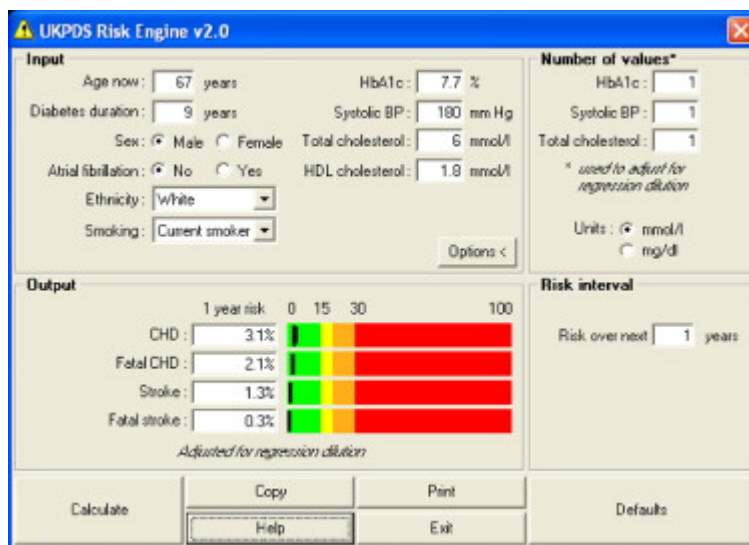 UKPDS Risk Engine v2.0
Input
Age now : 67 years
HbA1c : 7.7 %
Diabetes duration : 9 years
Systolic BP : 180 mm Hg
Sex : Male Female
Total cholesterol : 6 mmol/l
Atrial fibrillation : No Yes
HDL cholesterol : 1.8 mmol/l
Ethnicity : White
Smoking : Current smoker
Options <
Number of values*
HbA1c : 1
Systolic BP : 1
Total cholesterol : 1
* used to adjust for
regression dilution
Units : mmol/l
mg/dl
Output
1 year risk 0 15 30 100
CHD : 3.1%
Fatal CHD : 2.1%
Stroke : 1.3%
Fatal stroke : 0.3%
Adjusted for regression dilution
Risk interval
Risk over next 1 years
Calculate
Copy
Print
Help
Exit
Defaults